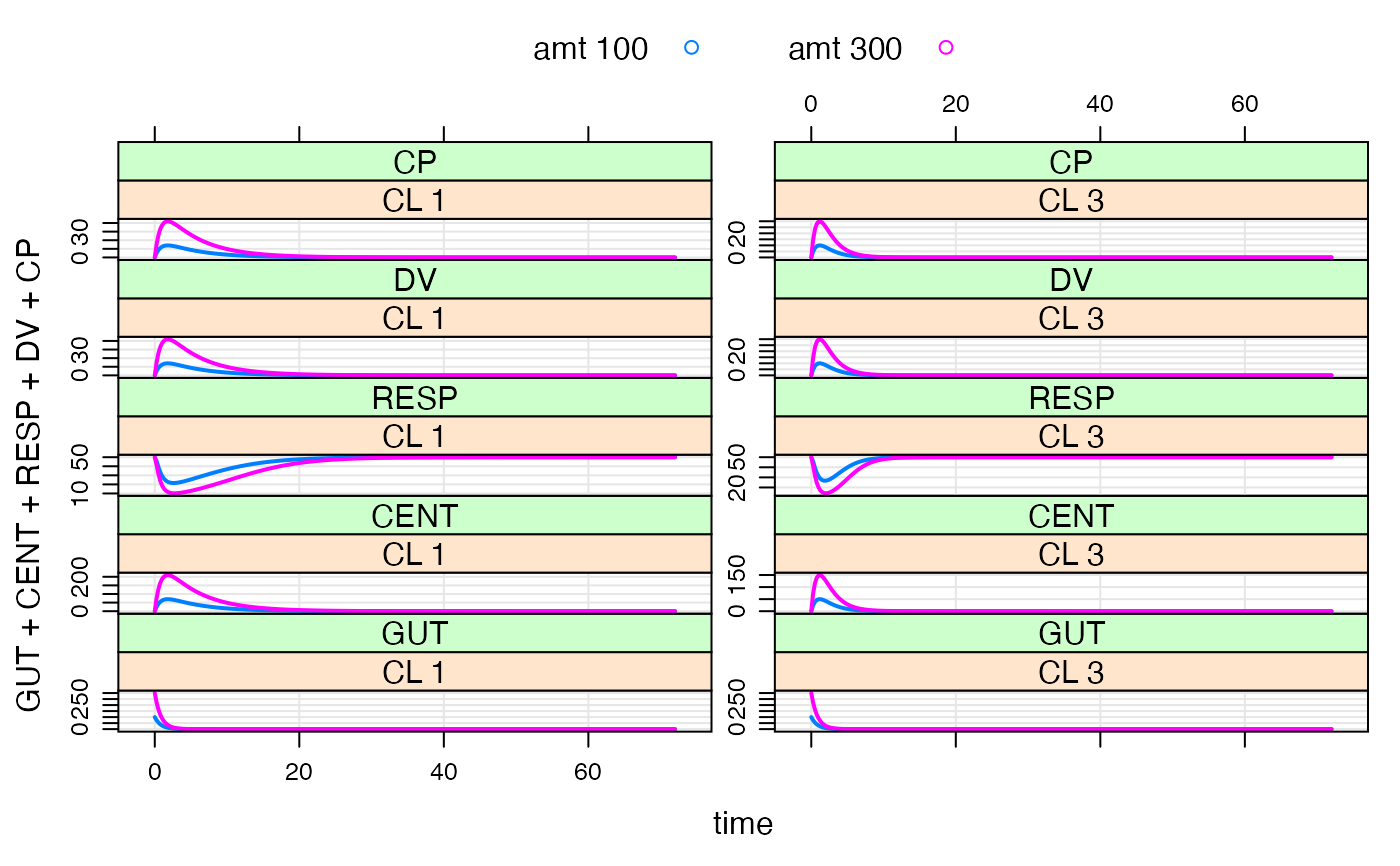 amt 100 amt 300
0 20 40 60
CP CP
CL 1 CL 3
0 30 0 20
DV DV
CL 1 CL 3
0 30 0 20
RESP RESP
CL 1 CL 3
10 50 20 50
CENT CENT
CL 1 CL 3
0 200 0 150
GUT GUT
CL 1 CL 3
0 250 0 250
0 20 40 60
time
GUT + CENT + RESP + DV + CP